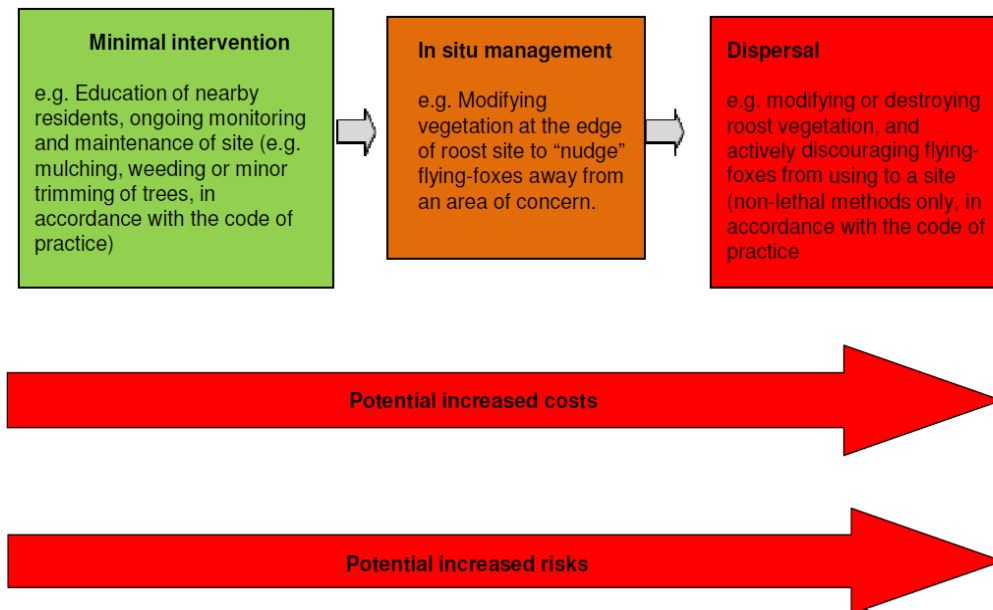 Minimal intervention
e.g. Education of nearby
residents, ongoing monitoring
and maintenance of site (e.g.
mulching, weeding or minor
trimming of trees, in
accordance with the code of
practice)
In situ management
e.g. Modifying
vegetation at the edge
of roost site to “nudge”
flying-foxes away from
an area of concern.
Dispersal
e.g. modifying or destroying
roost vegetation, and
actively discouraging flying-
foxes from using to a site
(non-lethal methods only, in
accordance with the code of
practice
Potential increased costs
Potential increased risks